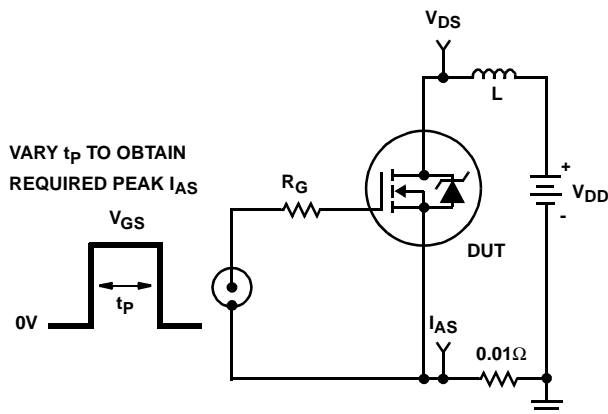 VDS
L
VARY tP TO OBTAIN
REQUIRED PEAK IAS
RG
+
VDD
-
VGS
DUT
tP
0V
IAS
0.01Ω